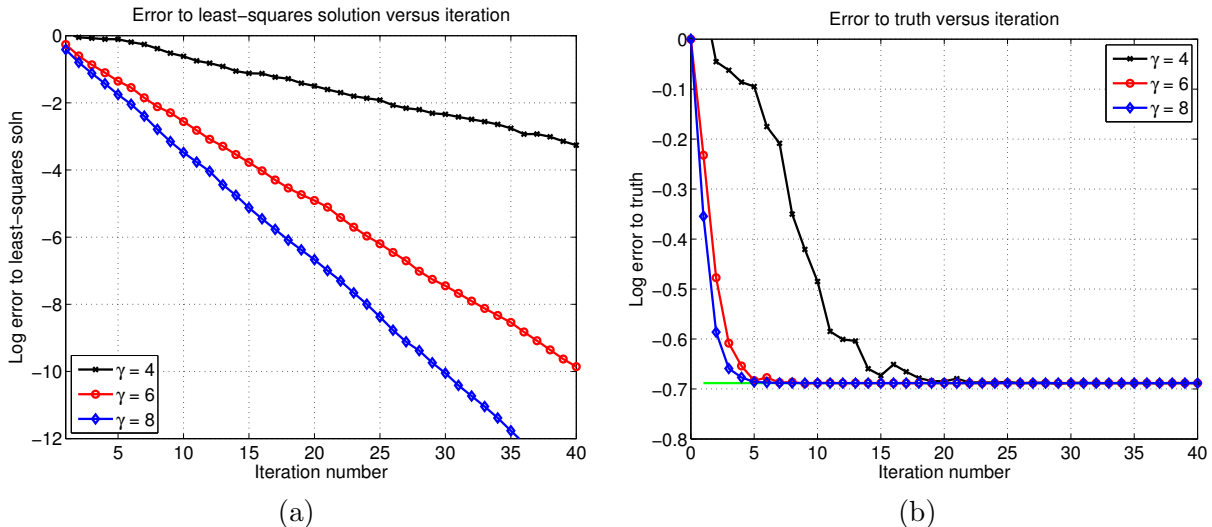 Error to least−squares solution versus iteration
Log error to least−squares soln
0
−2
−4
−6
−8
−10
−12
5 10 15 20 25 30 35 40
Iteration number
γ = 4
γ = 6
γ = 8
(a)
Error to truth versus iteration
Log error to truth
0
−0.1
−0.2
−0.3
−0.4
−0.5
−0.6
−0.7
−0.8
0 5 10 15 20 25 30 35 40
Iteration number
γ = 4
γ = 6
γ = 8
(b)